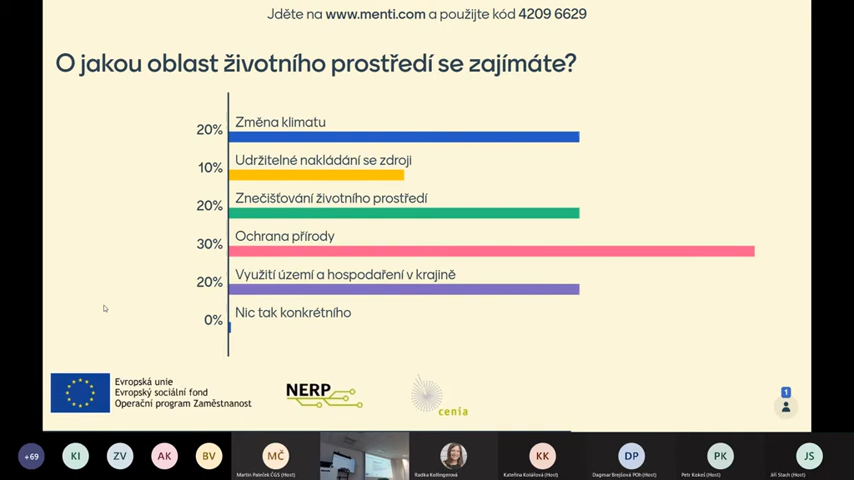 Jděte na www.menti.com a použijte kód 4209 6629
O jakou oblast životního prostředí se zajímáte?
Změna klimatu
20%
Udržitelné nakládání se zdroji
10%
Znečišťování životního prostředí
20%
Ochrana přírody
30%
Využití území a hospodaření v krajině
20%
Nic tak konkrétního
0%
Evropská unie
Evropský sociální fond
Operační program Zaměstnanost
NERP
cenia
1
+69
KI
ZV
AK
BV
MČ
KK
DP
PK
JS
Martin Paleček ČGS (Host)
Radka Kollingerová
Kateřina Kolářová (Host)
Dagmar Brejšová POh (Host)
Petr Kokeš (Host)
Jiří Stach (Host)